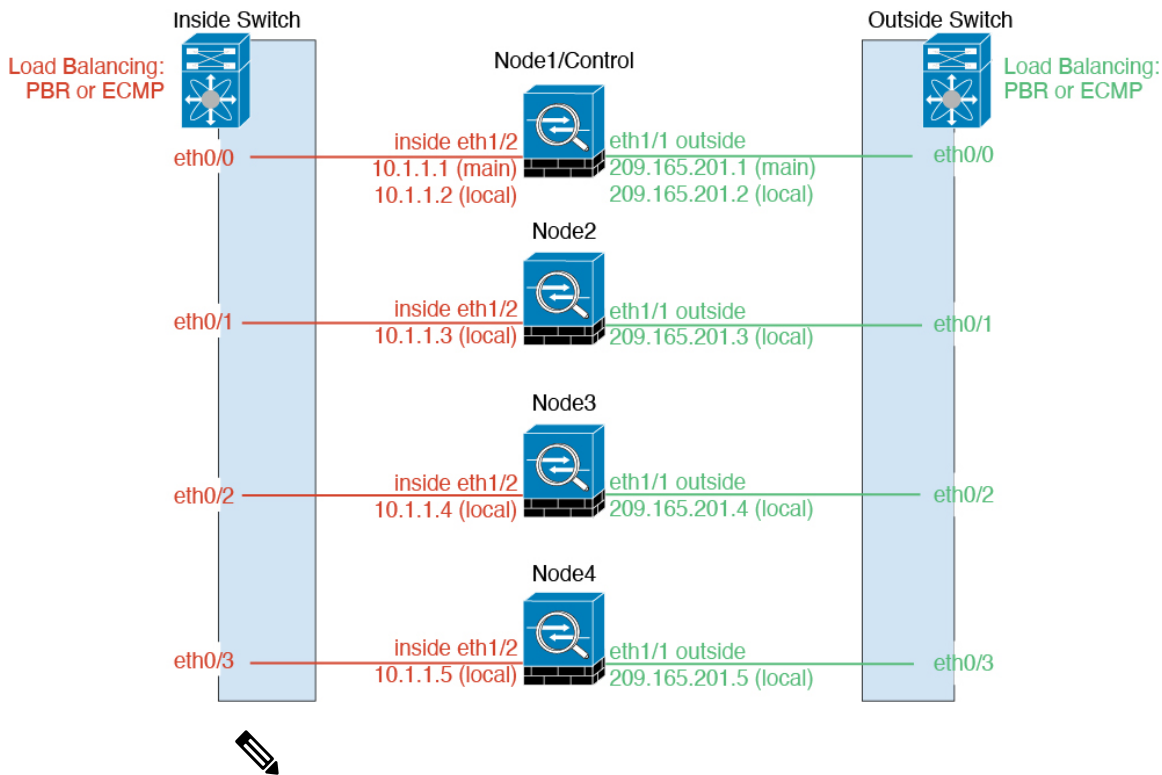 Inside Switch
Outside Switch
Load Balancing:
PBR or ECMP
Node1/Control
Load Balancing:
PBR or ECMP
eth0/0
inside eth1/2
10.1.1.1 (main)
10.1.1.2 (local)
eth1/1 outside
209.165.201.1 (main)
209.165.201.2 (local)
eth0/0
Node2
eth0/1
inside eth1/2
10.1.1.3 (local)
eth1/1 outside
209.165.201.3 (local)
eth0/1
Node3
eth0/2
inside eth1/2
10.1.1.4 (local)
eth1/1 outside
209.165.201.4 (local)
eth0/2
Node4
eth0/3
inside eth1/2
10.1.1.5 (local)
eth1/1 outside
209.165.201.5 (local)
eth0/3